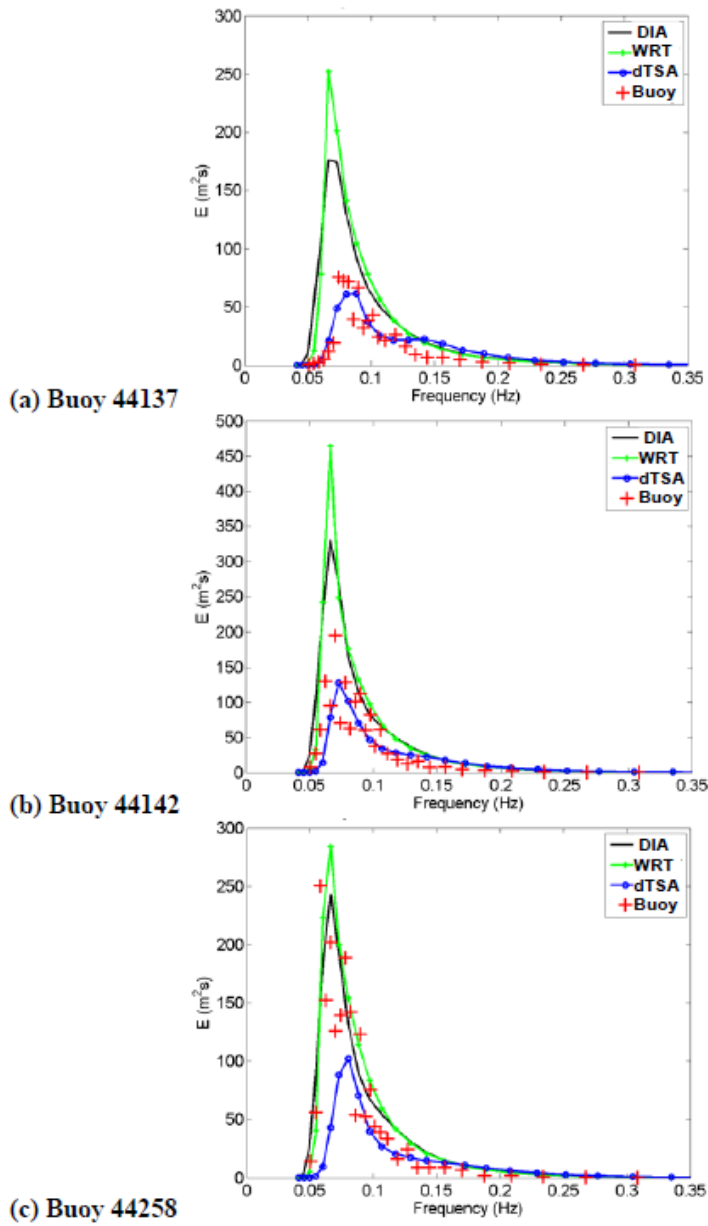 300
250
200
150
100
50
0
E (m²s)
DIA
WRT
dTSA
Buoy
0 0.05 0.1 0.15 0.2 0.25 0.3 0.35
Frequency (Hz)
(a) Buoy 44137
500
450
400
350
300
250
200
150
100
50
0
E (m²s)
DIA
WRT
dTSA
Buoy
0 0.05 0.1 0.15 0.2 0.25 0.3 0.35
Frequency (Hz)
(b) Buoy 44142
300
250
200
150
100
50
0
E (m²s)
DIA
WRT
dTSA
Buoy
0 0.05 0.1 0.15 0.2 0.25 0.3 0.35
Frequency (Hz)
(c) Buoy 44258